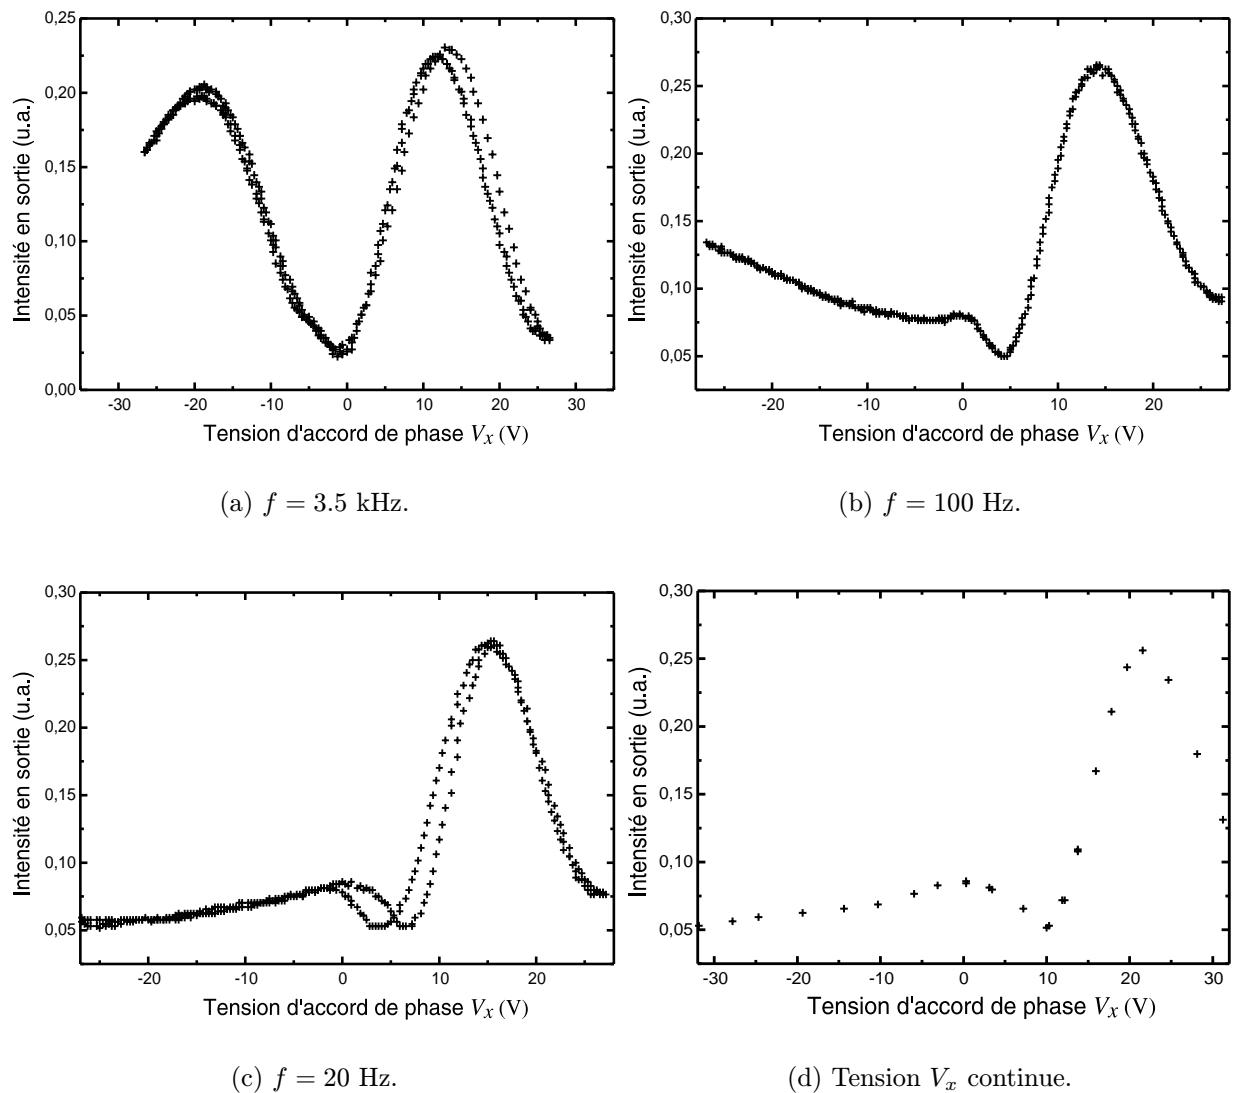 0,25
0,20
0,15
0,10
0,05
0,00
Intensité en sortie (u.a.)
-30 -20 -10 0 10 20 30
Tension d'accord de phase Vx (V)
(a) f = 3.5 kHz.
0,30
0,25
0,20
0,15
0,10
0,05
Intensité en sortie (u.a.)
-20 -10 0 10 20
Tension d'accord de phase Vx (V)
(b) f = 100 Hz.
0,30
0,25
0,20
0,15
0,10
0,05
Intensité en sortie (u.a.)
-20 -10 0 10 20
Tension d'accord de phase Vx (V)
(c) f = 20 Hz.
0,30
0,25
0,20
0,15
0,10
0,05
Intensité en sortie (u.a.)
-30 -20 -10 0 10 20 30
Tension d'accord de phase Vx (V)
(d) Tension Vx continue.